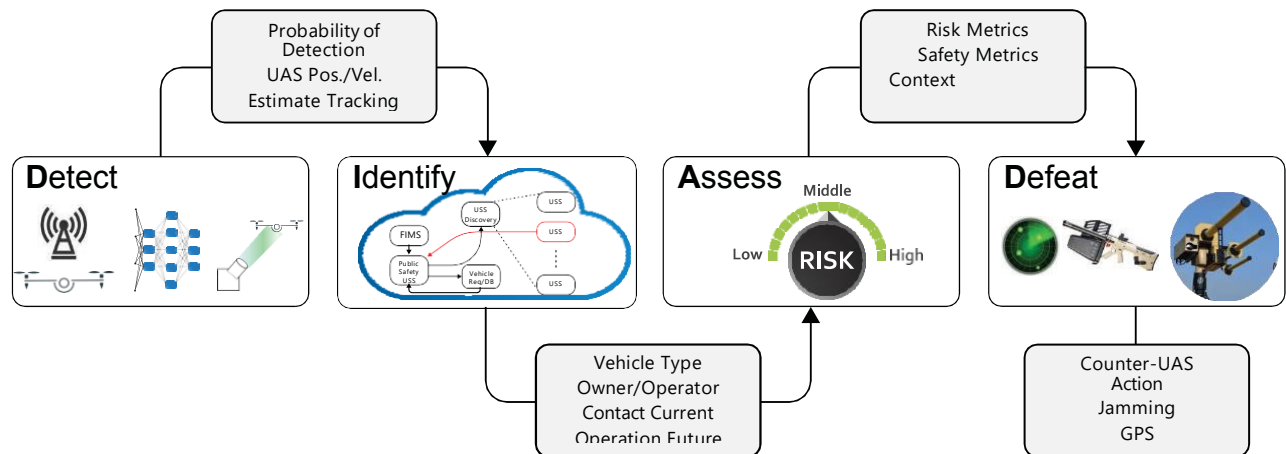 Probability of
Detection
UAS Pos./Vel.
Estimate Tracking
Risk Metrics
Safety Metrics
Context
Detect
Identify
USS
Discovery
USS
FIMS
USS
Public
Safety
USS
Vehicle
Req/DB
USS
Assess
Middle
Low
High
RISK
Defeat
Vehicle Type
Owner/Operator
Contact Current
Operation Future
Counter-UAS
Action
Jamming
GPS